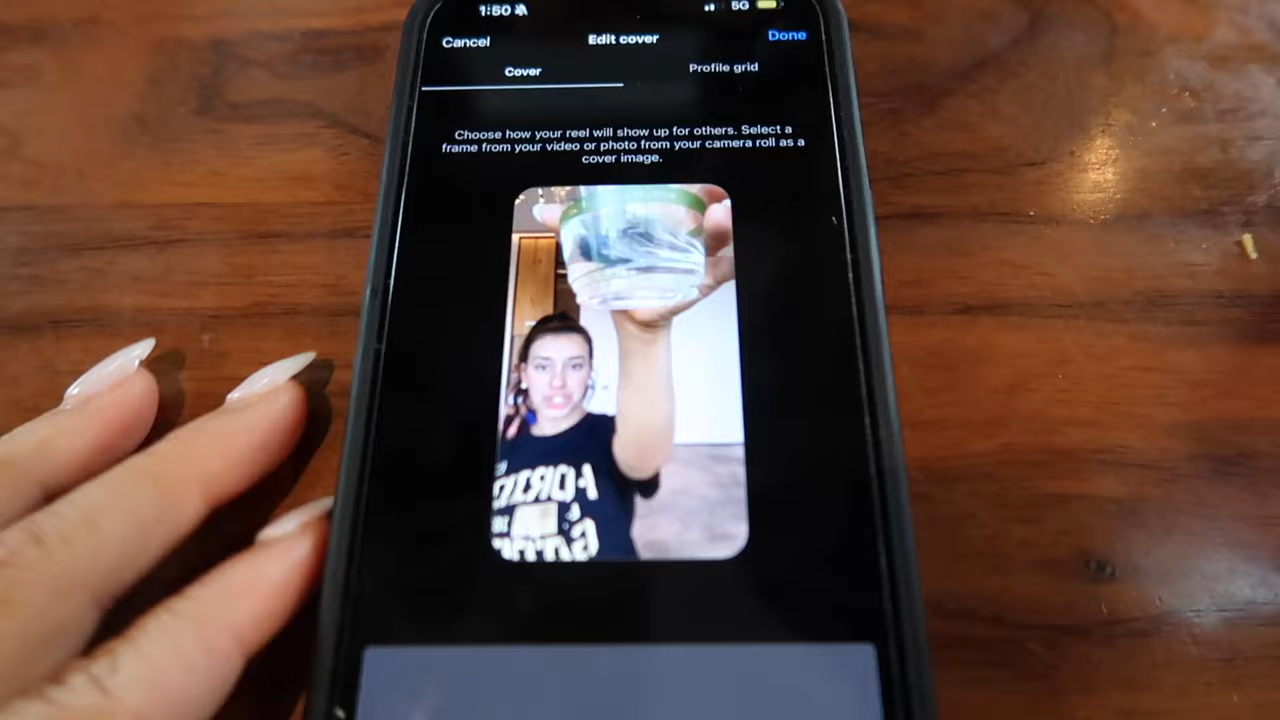 1:50
5G
Cancel
Edit cover
Done
Cover
Profile grid
Choose how your reel will show up for others. Select a
frame from your video or photo from your camera roll as a
cover image.